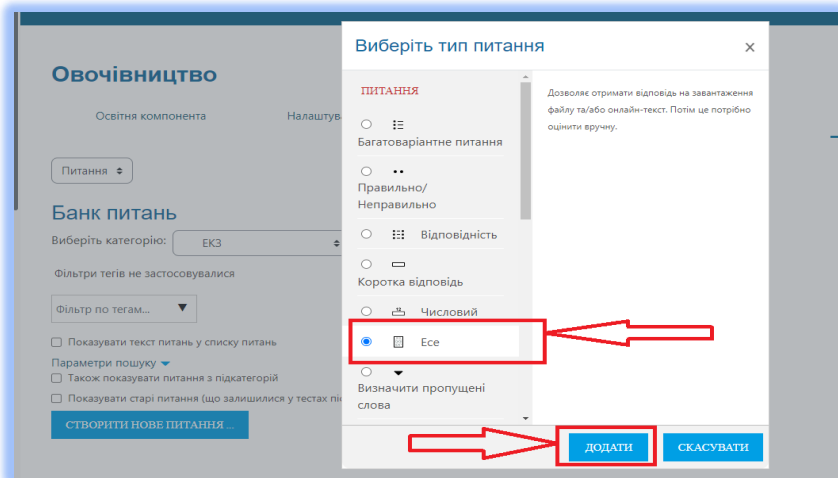 Овочівництво
Освітня компонента
Налаштув
Питання
Банк питань
Виберіть категорію:
ЕКЗ
Фільтри тегів не застосовувалися
Фільтр по тегам...
Показувати текст питань у списку питань
Параметри пошуку
Також показувати питання з підкатегорій
Показувати старі питання (що залишилися у тестах піс
СТВОРИТИ НОВЕ ПИТАННЯ ...
Виберіть тип питання
ПИТАННЯ
Багатоваріантне питання
Правильно/
Неправильно
Відповідність
Коротка відповідь
Числовий
Есе
Визначити пропущені
слова
Дозволяє отримати відповідь на завантаження
файлу та/або онлайн-текст. Потім це потрібно
оцінити вручну.
ДОДАТИ
СКАСУВАТИ